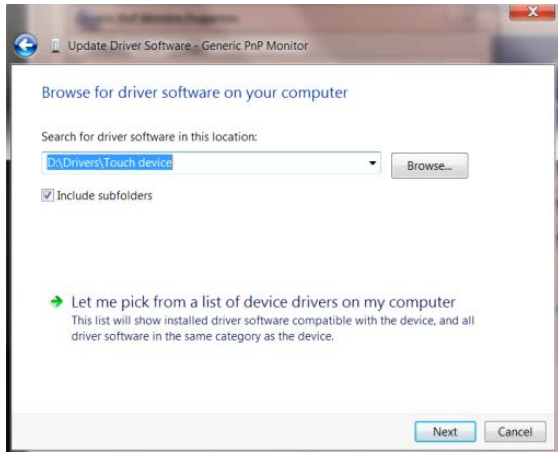 Update Driver Software - Generic PnP Monitor
Browse for driver software on your computer
Search for driver software in this location:
D:\Drivers\Touch device
Browse...
Include subfolders
Let me pick from a list of device drivers on my computer
This list will show installed driver software compatible with the device, and all
driver software in the same category as the device.
Next Cancel